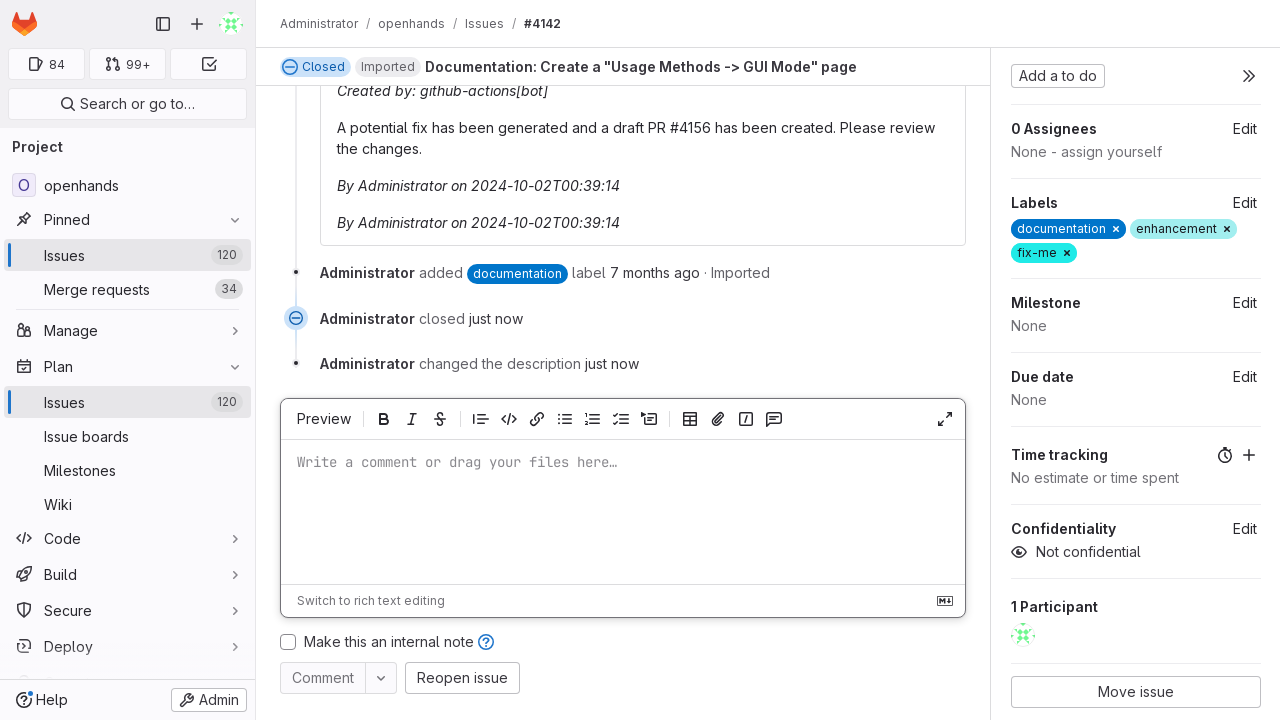 Administrator / openhands / Issues / #4142
84
99+
Search or go to…
Project
O openhands
Pinned
Issues 120
Merge requests 34
Manage
Plan
Issues 120
Issue boards
Milestones
Wiki
Code
Build
Secure
Deploy
Help
Admin
Closed Imported Documentation: Create a "Usage Methods -> GUI Mode" page
Created by: github-actions[bot]
A potential fix has been generated and a draft PR #4156 has been created. Please review
the changes.
By Administrator on 2024-10-02T00:39:14
By Administrator on 2024-10-02T00:39:14
Administrator added documentation label 7 months ago · Imported
Administrator closed just now
Administrator changed the description just now
Preview
Write a comment or drag your files here…
Switch to rich text editing
Make this an internal note
Comment
Reopen issue
Add a to do
0 Assignees Edit
None - assign yourself
Labels Edit
documentation × enhancement ×
fix-me ×
Milestone Edit
None
Due date Edit
None
Time tracking
No estimate or time spent
Confidentiality Edit
Not confidential
1 Participant
Move issue